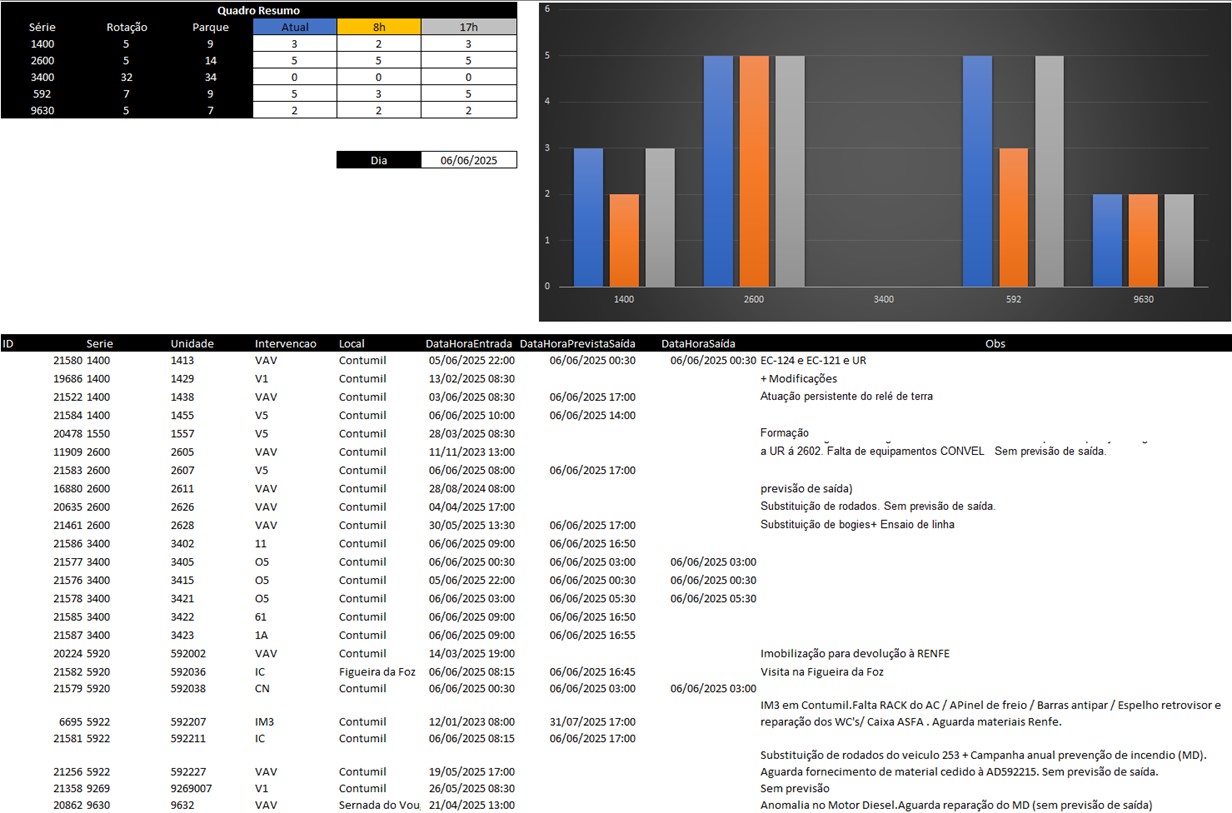 Quadro Resumo
Série Rotação Parque Atual 8h 17h
1400 5 9 3 2 3
2600 5 14 5 5 5
3400 32 34 0 0 0
592 7 9 5 3 5
9630 5 7 2 2 2
Dia 06/06/2025
6
5
4
3
2
1
0
1400 2600 3400 592 9630
ID Serie Unidade Intervencao Local DataHoraEntrada DataHoraPrevistaSaída DataHoraSaída Obs
21580 1400 1413 VAV Contumil 05/06/2025 22:00 06/06/2025 00:30 06/06/2025 00:30 EC-124 e EC-121 e UR
19686 1400 1429 V1 Contumil 13/02/2025 08:30 + Modificações
21522 1400 1438 VAV Contumil 03/06/2025 08:30 06/06/2025 17:00 Atuação persistente do relé de terra
21584 1400 1455 V5 Contumil 06/06/2025 10:00 06/06/2025 14:00
20478 1550 1557 V5 Contumil 28/03/2025 08:30 Formação
11909 2600 2605 VAV Contumil 11/11/2023 13:00 a UR á 2602. Falta de equipamentos CONVEL Sem previsão de saída.
21583 2600 2607 V5 Contumil 06/06/2025 08:00 06/06/2025 17:00
16880 2600 2611 VAV Contumil 28/08/2024 08:00 previsão de saída)
20635 2600 2626 VAV Contumil 04/04/2025 17:00 Substituição de rodados. Sem previsão de saída.
21461 2600 2628 VAV Contumil 30/05/2025 13:30 06/06/2025 17:00 Substituição de bogies+ Ensaio de linha
21586 3400 3402 11 Contumil 06/06/2025 09:00 06/06/2025 16:50
21577 3400 3405 O5 Contumil 06/06/2025 00:30 06/06/2025 03:00 06/06/2025 03:00
21576 3400 3415 O5 Contumil 05/06/2025 22:00 06/06/2025 00:30 06/06/2025 00:30
21578 3400 3421 O5 Contumil 06/06/2025 03:00 06/06/2025 05:30 06/06/2025 05:30
21585 3400 3422 61 Contumil 06/06/2025 09:00 06/06/2025 16:50
21587 3400 3423 1A Contumil 06/06/2025 09:00 06/06/2025 16:55
20224 5920 592002 VAV Contumil 14/03/2025 19:00 Imobilização para devolução à RENFE
21582 5920 592036 IC Figueira da Foz 06/06/2025 08:15 06/06/2025 16:45 Visita na Figueira da Foz
21579 5920 592038 CN Contumil 06/06/2025 00:30 06/06/2025 03:00 06/06/2025 03:00
IM3 em Contumil.Falta RACK do AC / APinel de freio / Barras antipar / Espelho retrovisor e
6695 5922 592207 IM3 Contumil 12/01/2023 08:00 31/07/2025 17:00 reparação dos WC's/ Caixa ASFA . Aguarda materiais Renfe.
21581 5922 592211 IC Contumil 06/06/2025 08:15 06/06/2025 17:00
Substituição de rodados do veiculo 253 + Campanha anual prevenção de incendio (MD).
21256 5922 592227 VAV Contumil 19/05/2025 17:00 Aguarda fornecimento de material cedido à AD592215. Sem previsão de saída.
21358 9269 9269007 V1 Contumil 26/05/2025 08:30 Sem previsão
20862 9630 9632 VAV Sernada do Vou 21/04/2025 13:00 Anomalia no Motor Diesel.Aguarda reparação do MD (sem previsão de saída)